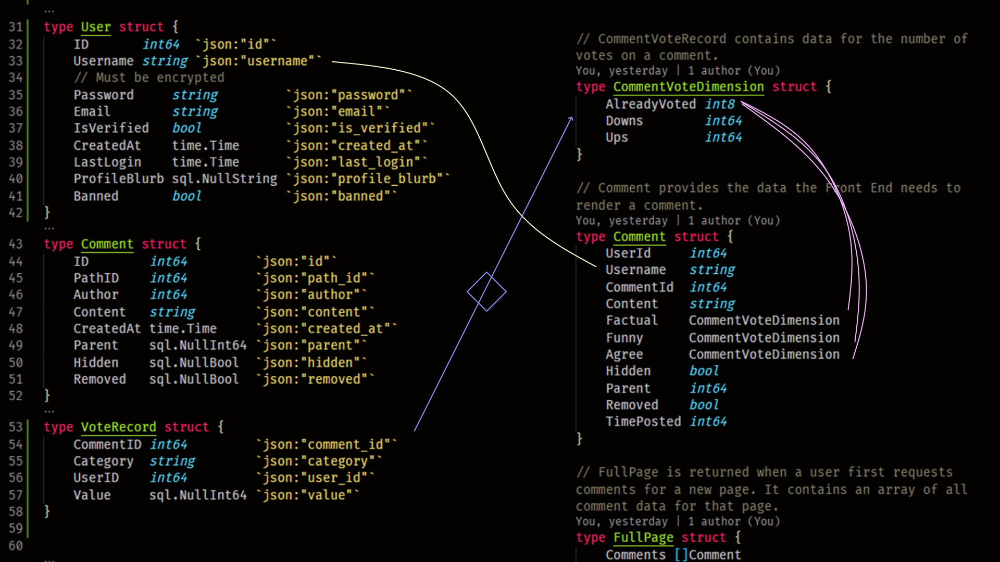 ...
31 type User struct {
32 ID int64 `json:"id"`
33 Username string `json:"username"`
34 // Must be encrypted
35 Password string `json:"password"`
36 Email string `json:"email"`
37 IsVerified bool `json:"is_verified"`
38 CreatedAt time.Time `json:"created_at"`
39 LastLogin time.Time `json:"last_login"`
40 ProfileBlurb sql.NullString `json:"profile_blurb"`
41 Banned bool `json:"banned"`
42 }
...
43 type Comment struct {
44 ID int64 `json:"id"`
45 PathID int64 `json:"path_id"`
46 Author int64 `json:"author"`
47 Content string `json:"content"`
48 CreatedAt time.Time `json:"created_at"`
49 Parent sql.NullInt64 `json:"parent"`
50 Hidden sql.NullBool `json:"hidden"`
51 Removed sql.NullBool `json:"removed"`
52 }
...
53 type VoteRecord struct {
54 CommentID int64 `json:"comment_id"`
55 Category string `json:"category"`
56 UserID int64 `json:"user_id"`
57 Value sql.NullInt64 `json:"value"`
58 }
59
60
...
// CommentVoteRecord contains data for the number of
votes on a comment.
You, yesterday | 1 author (You)
type CommentVoteDimension struct {
AlreadyVoted int8
Downs int64
Ups int64
}
// Comment provides the data the Front End needs to
render a comment.
You, yesterday | 1 author (You)
type Comment struct {
UserId int64
Username string
CommentId int64
Content string
Factual CommentVoteDimension
Funny CommentVoteDimension
Agree CommentVoteDimension
Hidden bool
Parent int64
Removed bool
TimePosted int64
}
// FullPage is returned when a user first requests
comments for a new page. It contains an array of all
comment data for that page.
You, yesterday | 1 author (You)
type FullPage struct {
Comments []Comment